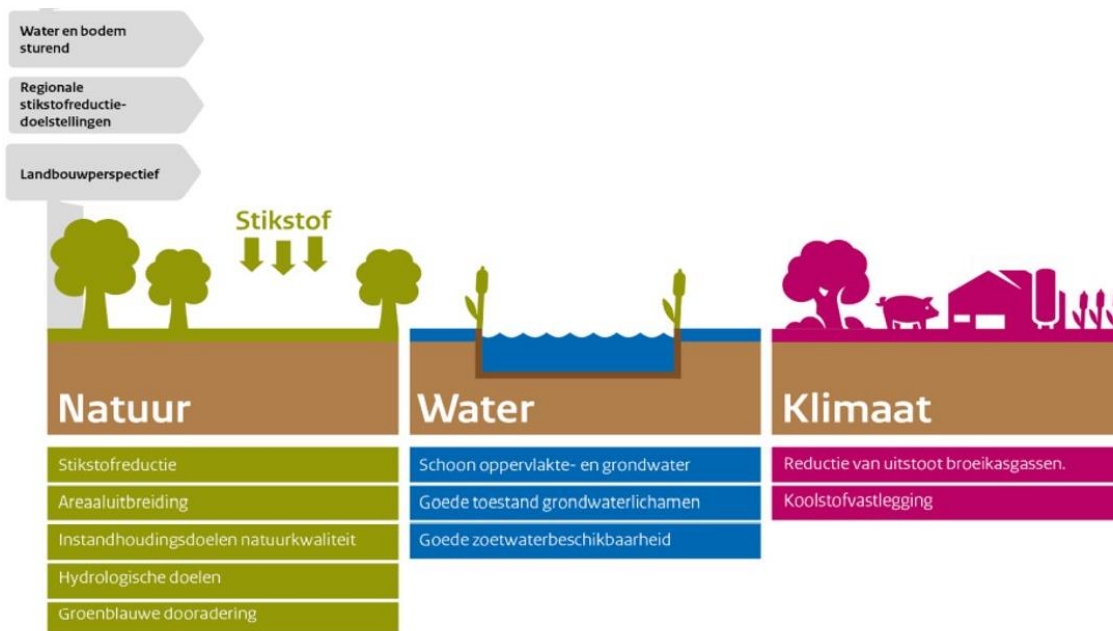 Water en bodem
sturend
Regionale
stikstofreductie-
doelstellingen
Landbouwperspectief
Stikstof
Natuur
Stikstofreductie
Areaaluitbreiding
Instandhoudingsdoelen natuurkwaliteit
Hydrologische doelen
Groenblauwe dooradering
Water
Schoon oppervlakte- en grondwater
Goede toestand grondwaterlichamen
Goede zoetwaterbeschikbaarheid
Klimaat
Reductie van uitstoot broeikasgassen.
Koolstofvastlegging